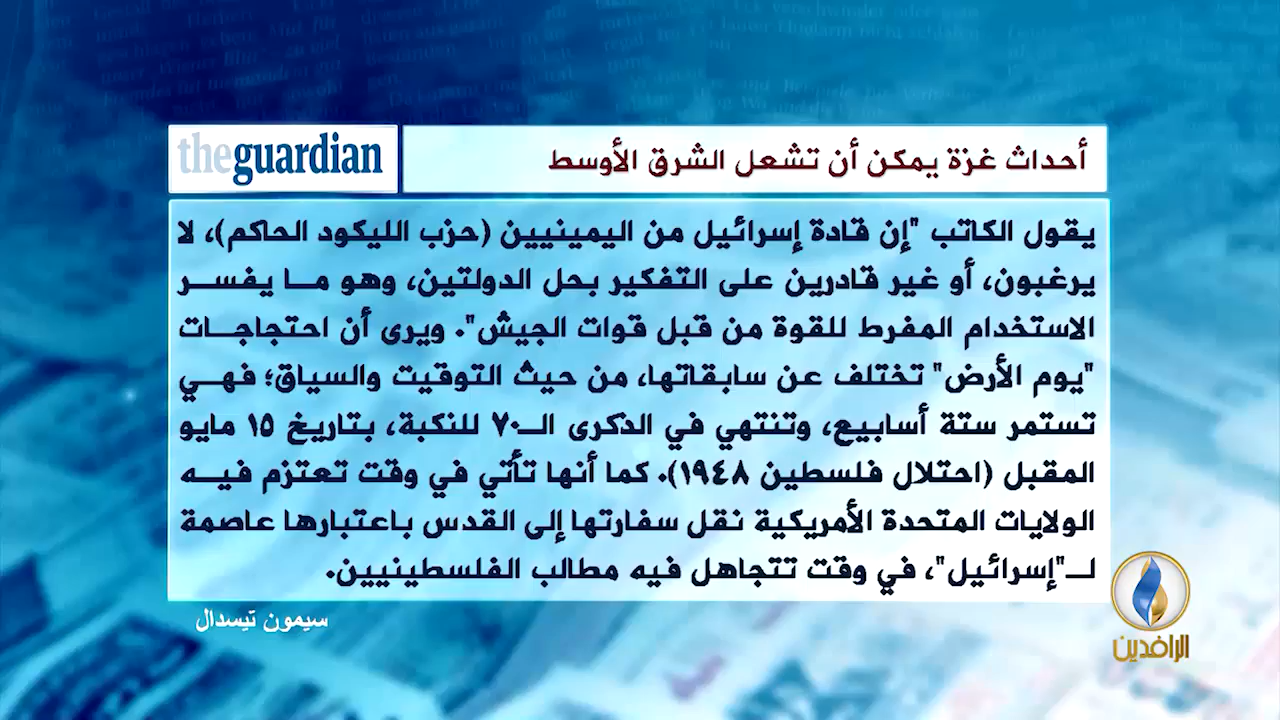 theguardian
أحداث غزة يمكن أن تشعل الشرق الأوسط
يقول الكاتب "إن قادة إسرائيل من اليمينيين (حزب الليكود الحاكم)، لا
يرغبون، أو غير قادرين على التفكير بحل الدولتين، وهو مـا يفسـر
الاستخدام المفرط للقوة من قبل قوات الجيش". ويرى أن احتجاجـات
"يوم الأرض" تختلف عن سابقاتها، من حيث التوقيت والسياق؛ فهـي
تستمر ستة أسابيع، وتنتهي في الذكرى الـ٧٠ للنكبة، بتاريخ ١٥ مايو
المقبل (احتلال فلسطين ١٩٤٨). كما أنها تأتي في وقت تعتزم فيـه
الولايات المتحدة الأمريكية نقل سفارتها إلى القدس باعتبارها عاصمة
لـ"إسرائيل"، في وقت تتجاهل فيه مطالب الفلسطينيين.
سيمون تيسدال
الرافدين